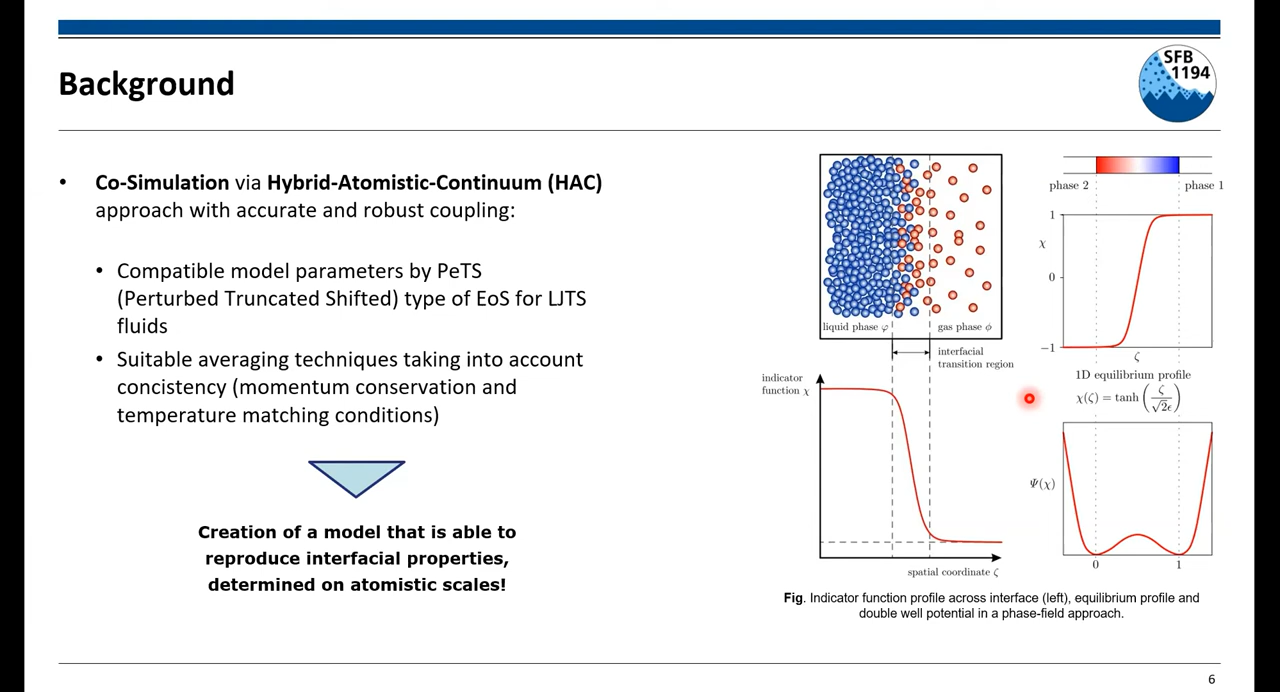 SFB
1194
Background
• Co-Simulation via Hybrid-Atomistic-Continuum (HAC)
approach with accurate and robust coupling:
• Compatible model parameters by PeTS
(Perturbed Truncated Shifted) type of EoS for LJTS
fluids
• Suitable averaging techniques taking into account
concistency (momentum conservation and
temperature matching conditions)
Creation of a model that is able to
reproduce interfacial properties,
determined on atomistic scales!
liquid phase φ
gas phase ϕ
interfacial
transition region
indicator
function χ
spatial coordinate ζ
phase 2
phase 1
1
χ
0
−1
ζ
1D equilibrium profile
χ(ζ) = tanh(ζ/√2ϵ)
Ψ(χ)
0
1
Fig. Indicator function profile across interface (left), equilibrium profile and
double well potential in a phase-field approach.
6